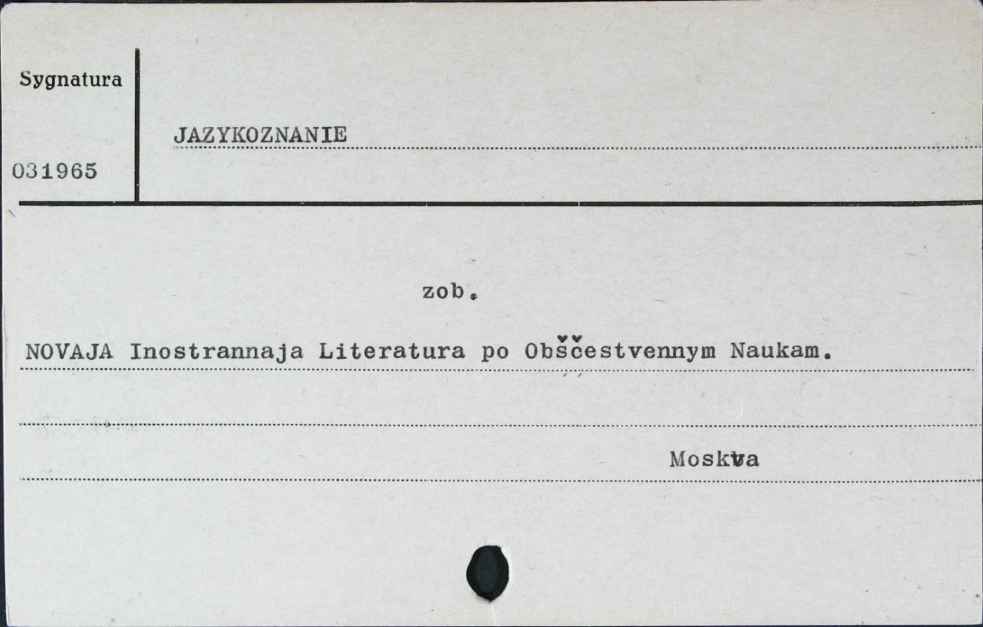 Sygnatura
JAZYKOZNANIE
031965
zob.
NOVAJA Inostrannaja Literatura po Obščestvennym Naukam.
Moskva